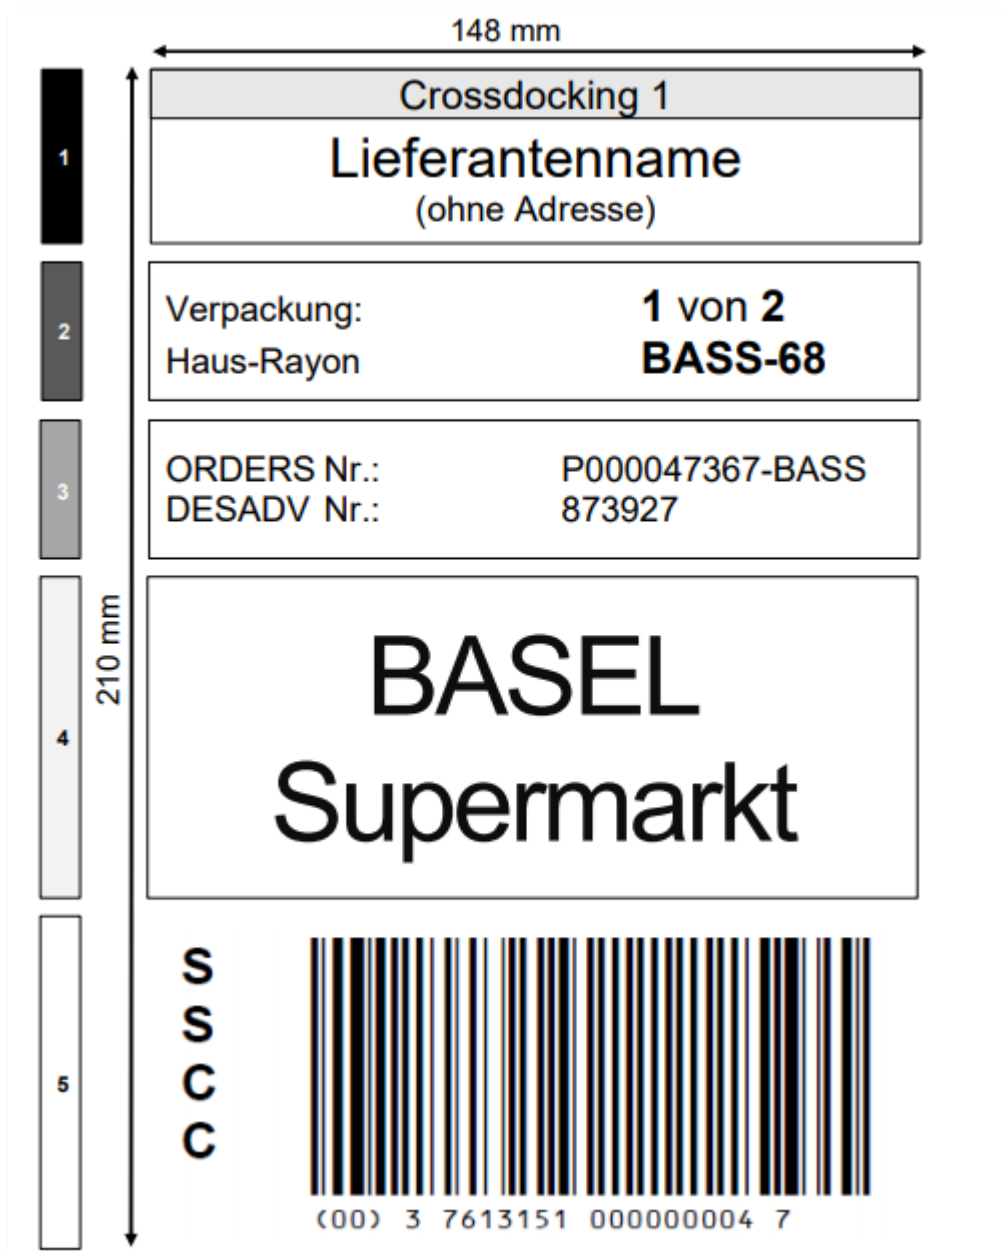 148 mm
210 mm
1
Crossdocking 1
Lieferantenname
(ohne Adresse)
2
Verpackung: 1 von 2
Haus-Rayon BASS-68
3
ORDERS Nr.: P000047367-BASS
DESADV Nr.: 873927
4
BASEL
Supermarkt
5
S
S
C
C
(00) 3 7613151 000000004 7